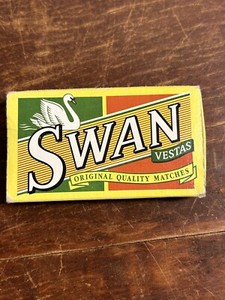 SWAN
VESTAS
ORIGINAL QUALITY MATCHES